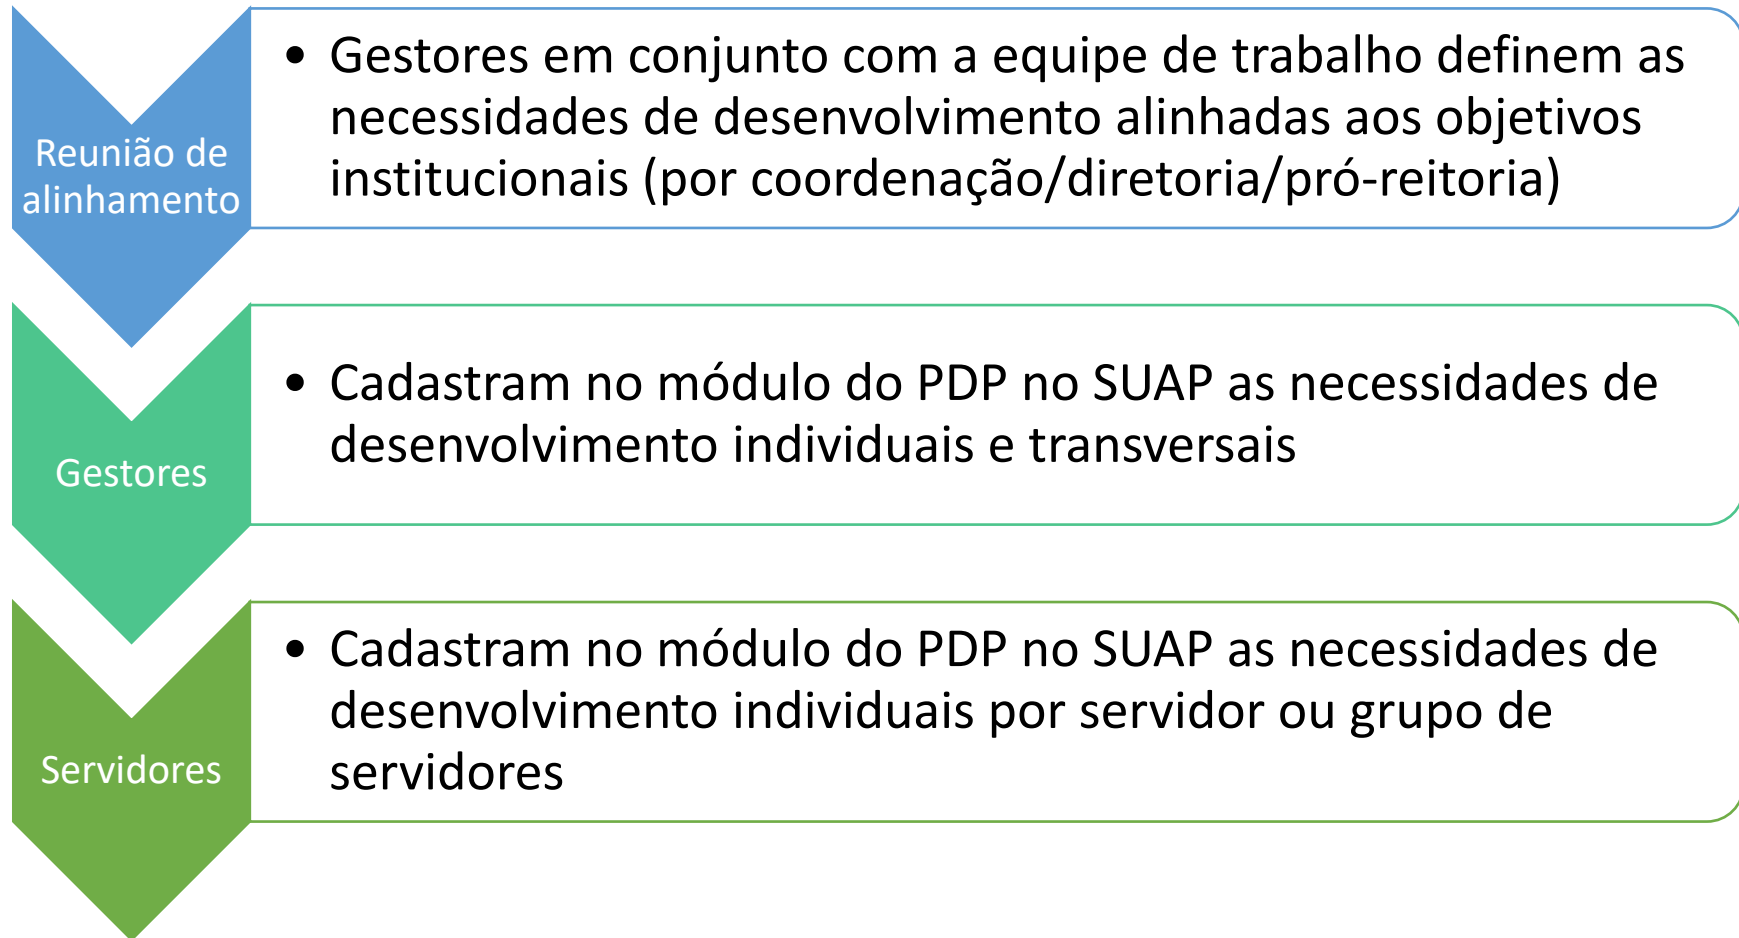 Reunião de
alinhamento
• Gestores em conjunto com a equipe de trabalho definem as
necessidades de desenvolvimento alinhadas aos objetivos
institucionais (por coordenação/diretoria/pró-reitoria)
Gestores
• Cadastram no módulo do PDP no SUAP as necessidades de
desenvolvimento individuais e transversais
Servidores
• Cadastram no módulo do PDP no SUAP as necessidades de
desenvolvimento individuais por servidor ou grupo de
servidores